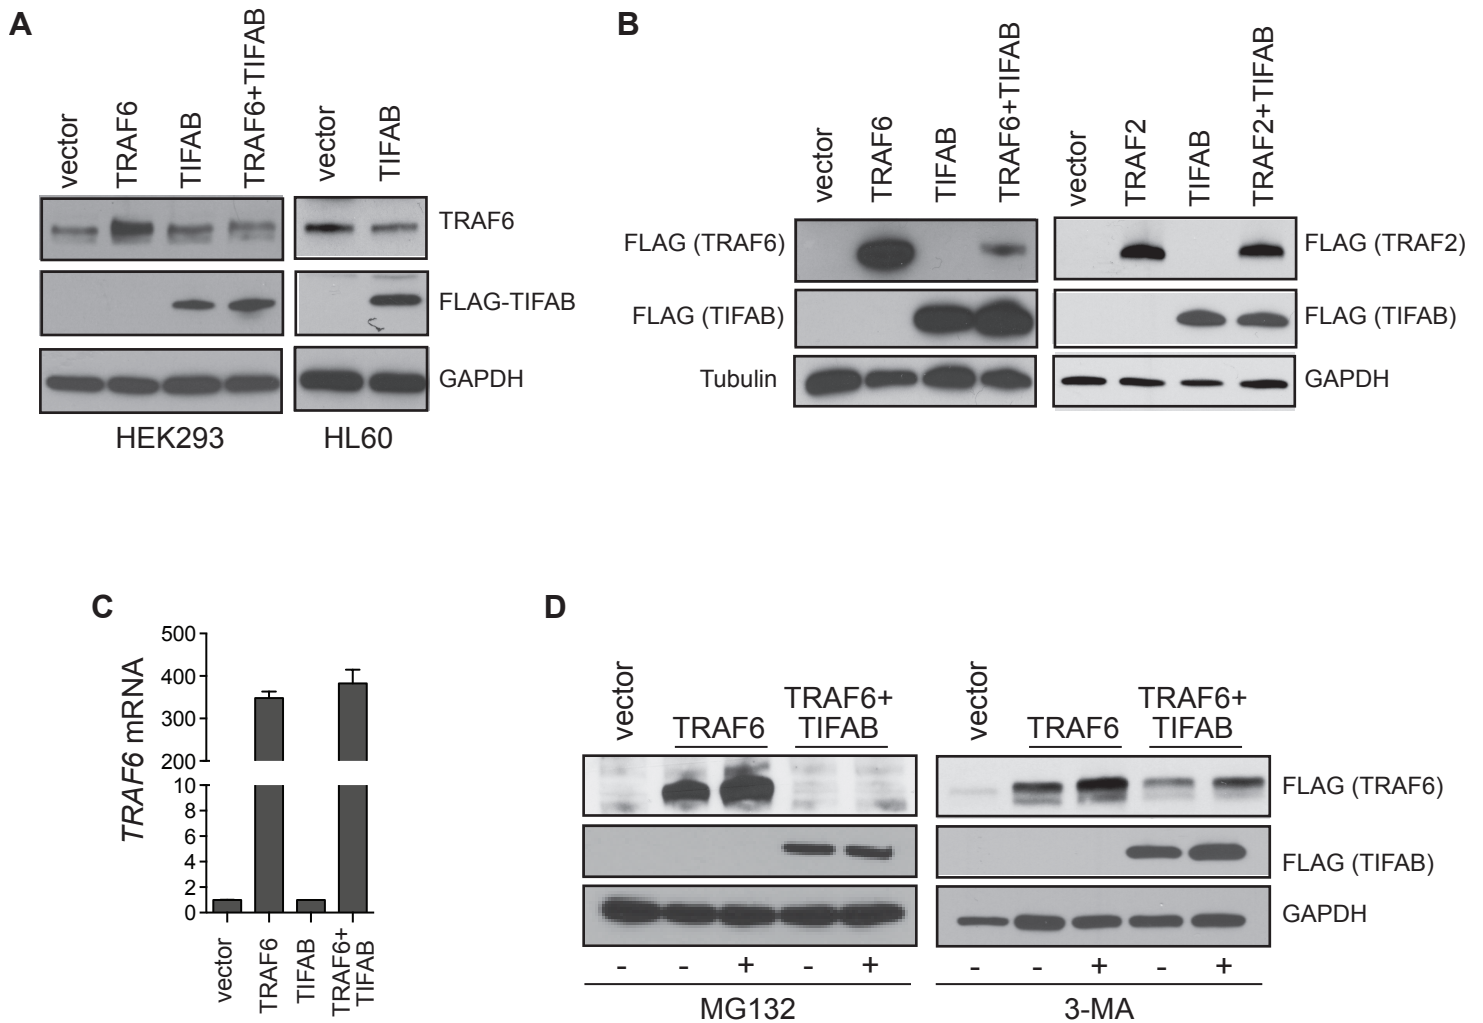 A
vector
TRAF6
TIFAB
TRAF6+TIFAB
vector
TIFAB
TRAF6
FLAG-TIFAB
GAPDH
HEK293
HL60
B
vector
TRAF6
TIFAB
TRAF6+TIFAB
vector
TRAF2
TIFAB
TRAF2+TIFAB
FLAG (TRAF6)
FLAG (TIFAB)
Tubulin
FLAG (TRAF2)
FLAG (TIFAB)
GAPDH
C
TRAF6 mRNA
500
400
300
200
10
8
6
4
2
0
vector
TRAF6
TIFAB
TRAF6+
TIFAB
D
vector
TRAF6
TRAF6+
TIFAB
vector
TRAF6
TRAF6+
TIFAB
FLAG (TRAF6)
FLAG (TIFAB)
GAPDH
- - + - +
MG132
- - + - +
3-MA